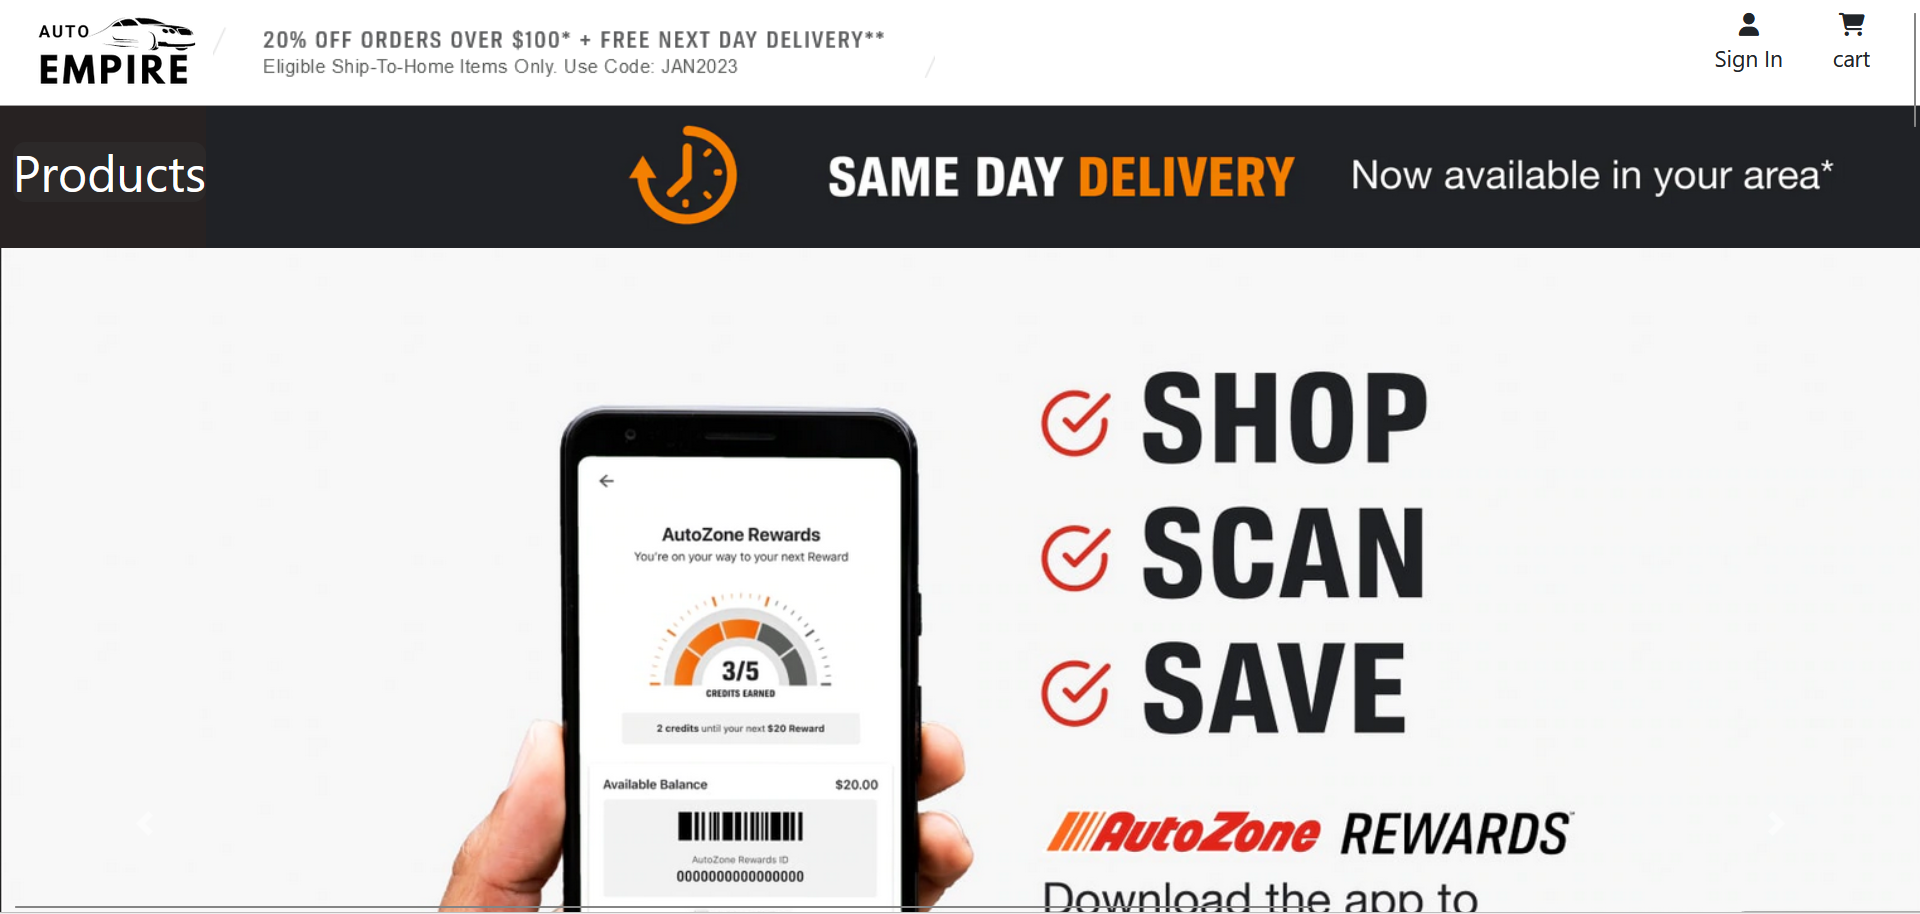 AUTO
EMPIRE
20% OFF ORDERS OVER $100* + FREE NEXT DAY DELIVERY**
Eligible Ship-To-Home Items Only. Use Code: JAN2023
Sign In
cart
Products
SAME DAY DELIVERY
Now available in your area*
SHOP
SCAN
SAVE
AutoZone Rewards
You're on your way to your next Reward
3/5
CREDITS EARNED
2 credits until your next $20 Reward
Available Balance $20.00
AutoZone Rewards ID
0000000000000000
AutoZone REWARDS™
Download the app to